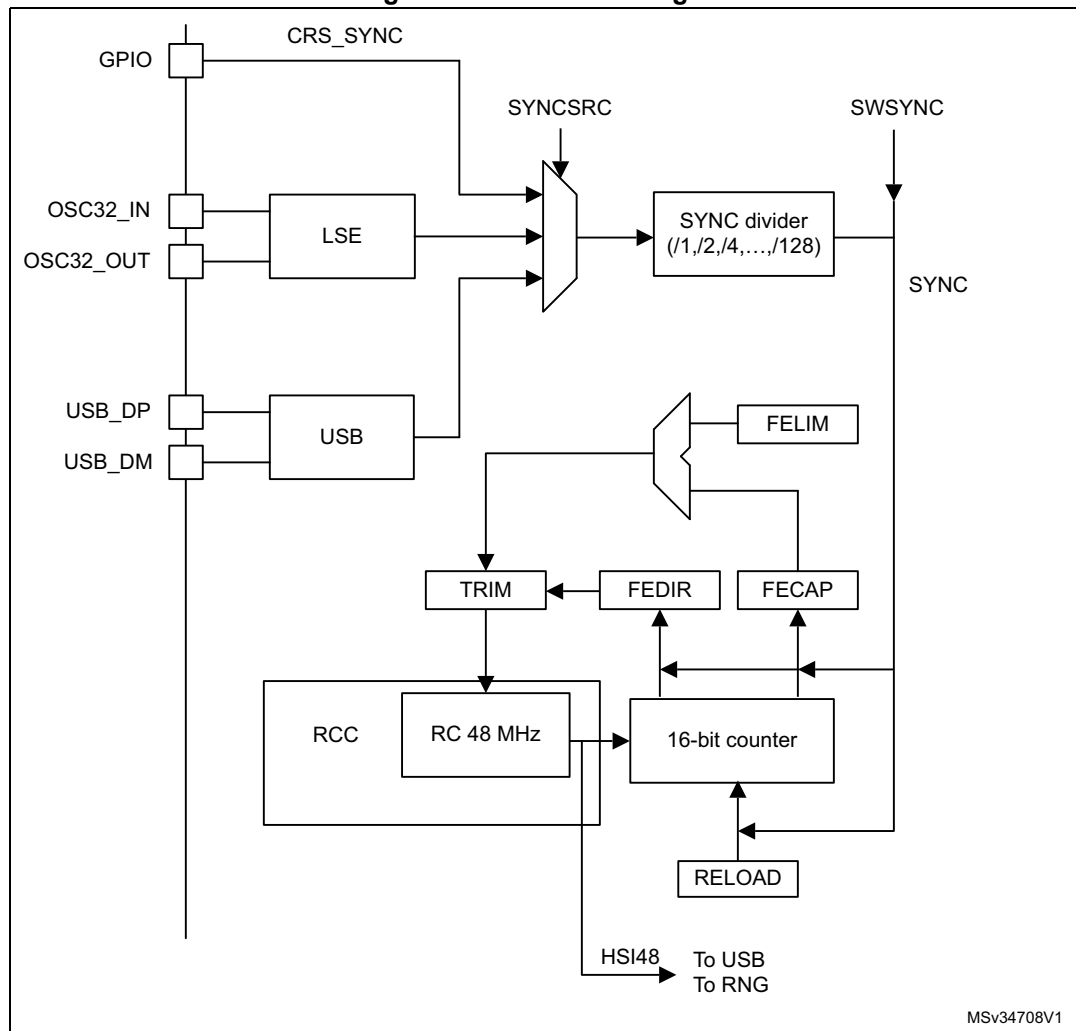 CRS_SYNC
GPIO
SYNCSRC
SWSYNC
OSC32_IN
LSE
SYNC divider
(/1,/2,/4,…,/128)
OSC32_OUT
SYNC
USB_DP
USB
FELIM
USB_DM
TRIM
FEDIR
FECAP
RCC
RC 48 MHz
16-bit counter
RELOAD
HSI48
To USB
To RNG
MSv34708V1